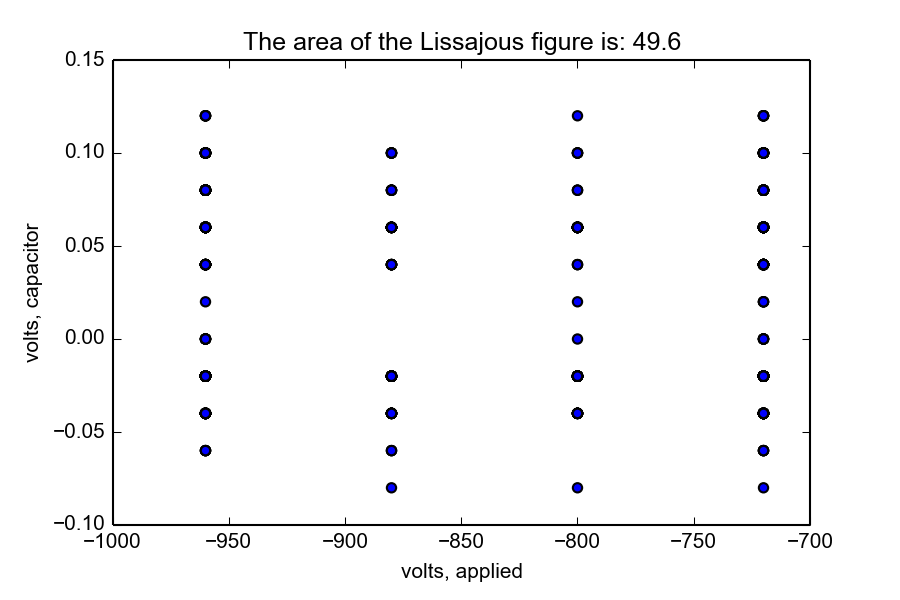 The area of the Lissajous figure is: 49.6
0.15
0.10
0.05
0.00
−0.05
−0.10
−1000 −950 −900 −850 −800 −750 −700
volts, capacitor
volts, applied